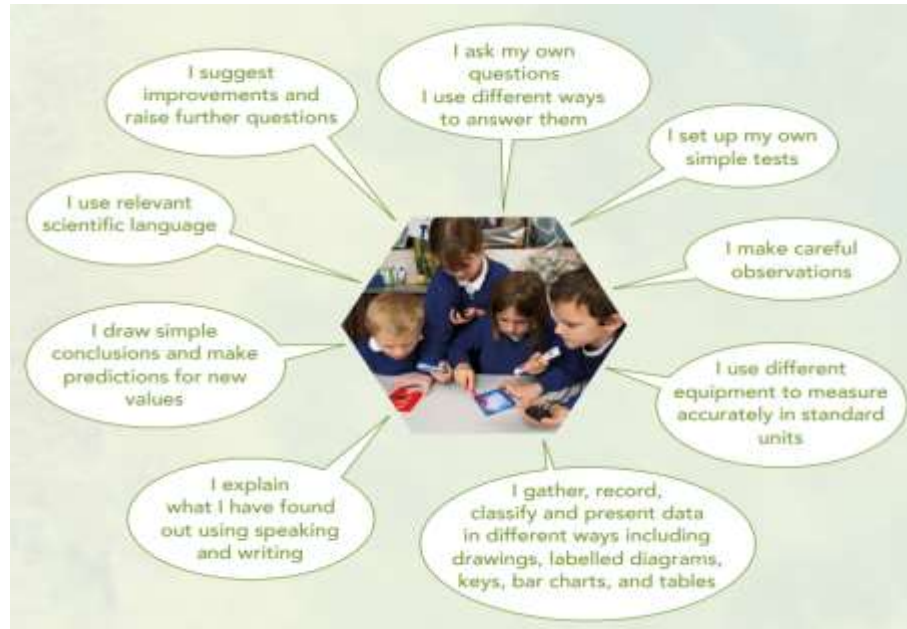 I suggest
improvements and
raise further questions
I ask my own
questions
I use different ways
to answer them
I set up my own
simple tests
I use relevant
scientific language
I make careful
observations
I draw simple
conclusions and make
predictions for new
values
I use different
equipment to measure
accurately in standard
units
I explain
what I have found
out using speaking
and writing
I gather, record,
classify and present data
in different ways including
drawings, labelled diagrams,
keys, bar charts, and tables